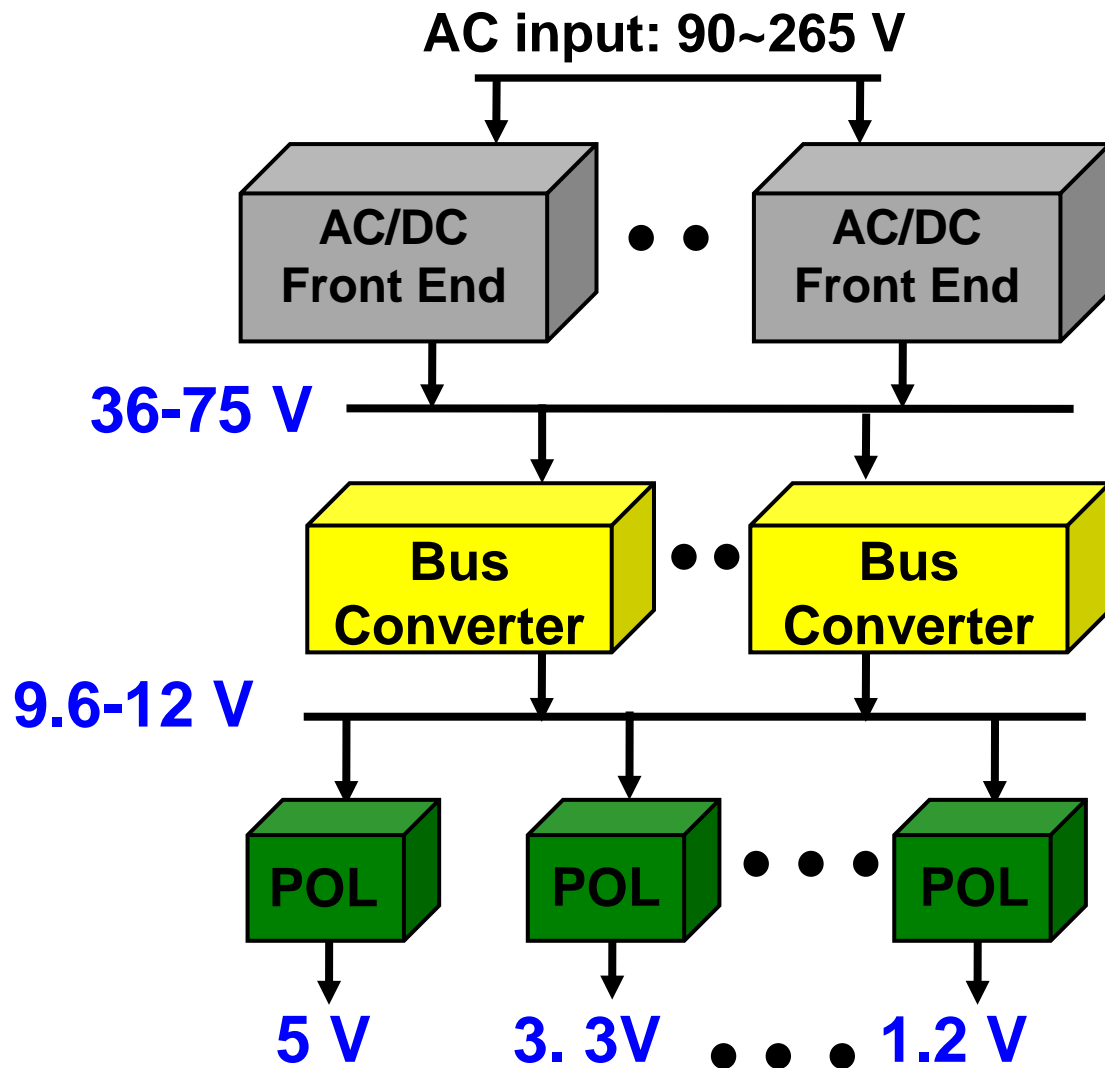 AC input: 90~265 V
AC/DC
Front End
AC/DC
Front End
36-75 V
Bus
Converter
Bus
Converter
9.6-12 V
POL
POL
POL
5 V
3. 3V
1.2 V